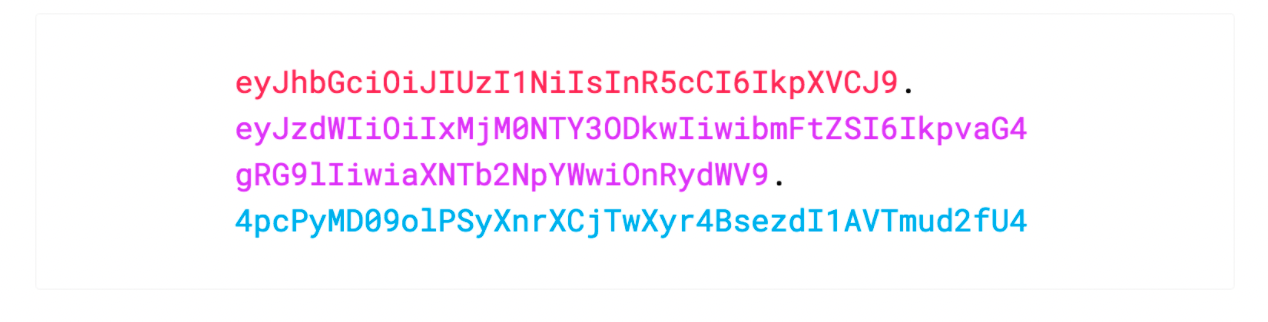 eyJhbGciOiJIUzI1NiIsInR5cCI6IkpXVCJ9.
eyJzdWIiOiIxMjM0NTY3ODkwIiwibmFtZSI6IkpvaG4
gRG9lIiwiaXNTb2NpYWwiOnRydWV9.
4pcPyMD09olPSyXnrXCjTwXyr4BsezdI1AVTmud2fU4